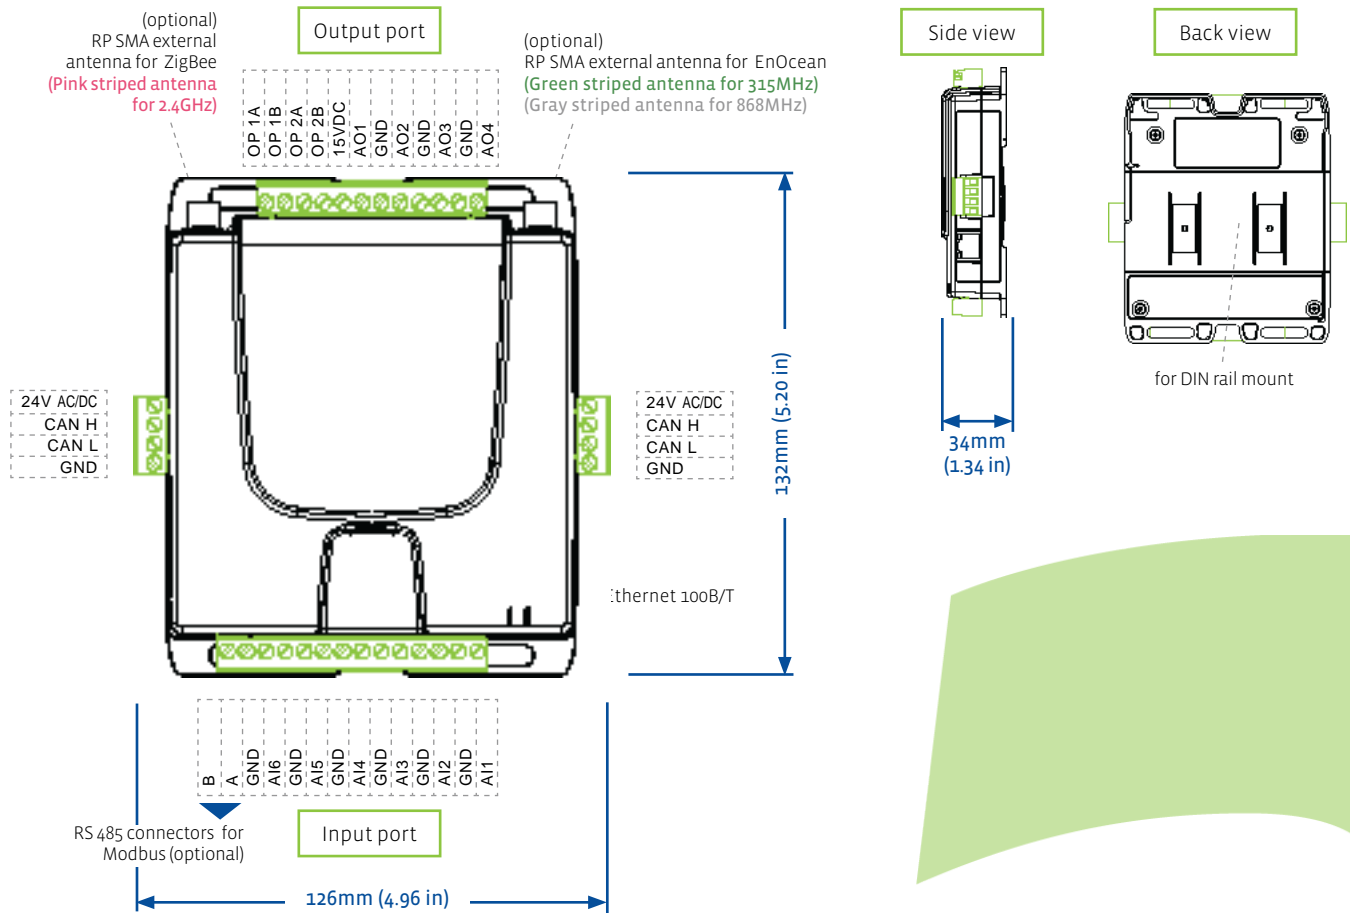 (optional)
RP SMA external
antenna for ZigBee
(Pink striped antenna
for 2.4GHz)
Output port
(optional)
RP SMA external antenna for EnOcean
(Green striped antenna for 315MHz)
(Gray striped antenna for 868MHz)
OP 1A
OP 1B
OP 2A
OP 2B
15VDC
AO1
GND
AO2
GND
AO3
GND
AO4
24V AC/DC
CAN H
CAN L
GND
24V AC/DC
CAN H
CAN L
GND
132mm (5.20 in)
thernet 100B/T
B
A
GND
AI6
GND
AI5
GND
AI4
GND
AI3
GND
AI2
GND
AI1
RS 485 connectors for
Modbus (optional)
Input port
126mm (4.96 in)
Side view
34mm
(1.34 in)
Back view
for DIN rail mount